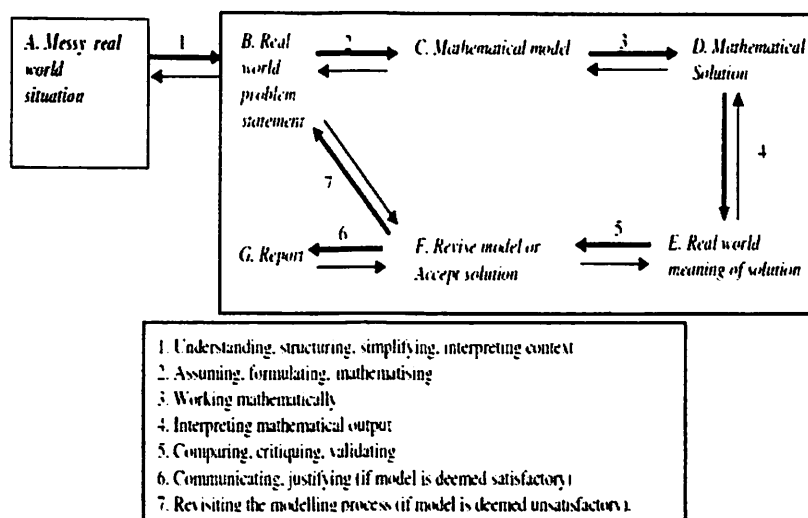 A. Messy real
world
situation
1
B. Real
world
problem
statement
2
C. Mathematical model
3
D. Mathematical
Solution
4
7
G. Report
6
F. Revise model or
Accept solution
5
E. Real world
meaning of solution
1. Understanding, structuring, simplifying, interpreting context
2. Assuming, formulating, mathematising
3. Working mathematically
4. Interpreting mathematical output
5. Comparing, critiquing, validating
6. Communicating, justifying (if model is deemed satisfactory)
7. Revisiting the modelling process (if model is deemed unsatisfactory).